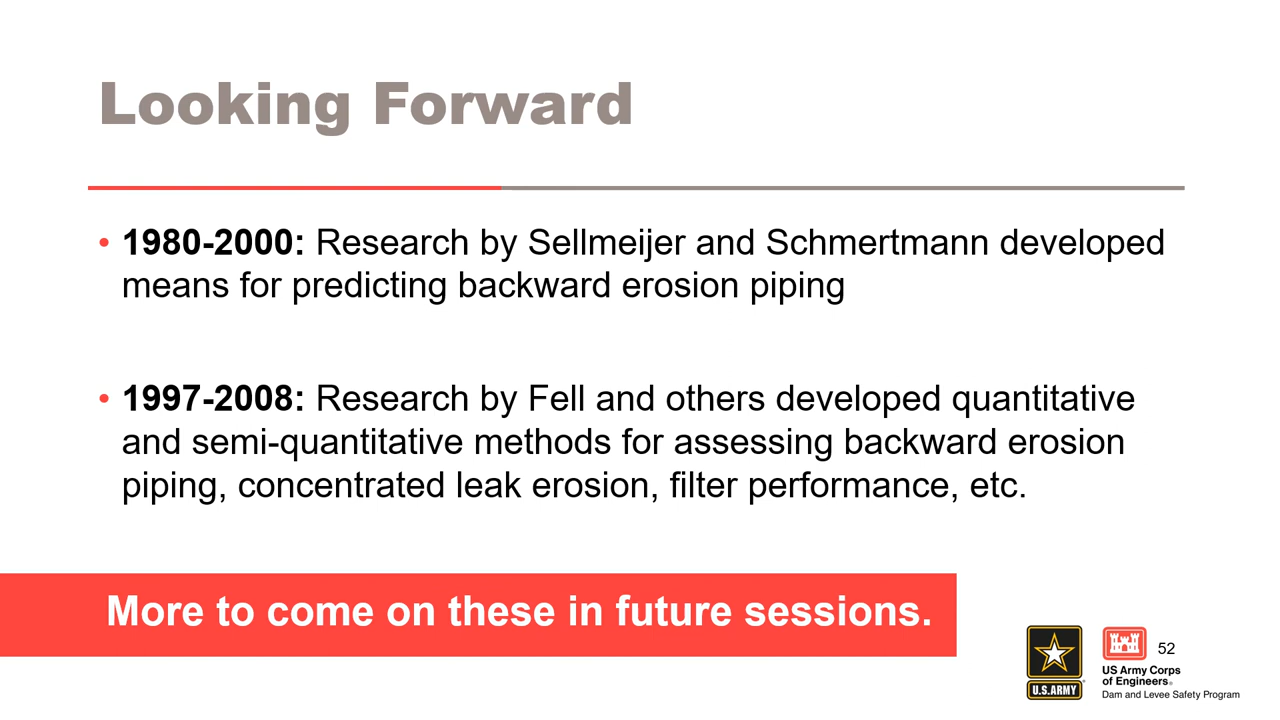 Looking Forward
• 1980-2000: Research by Sellmeijer and Schmertmann developed
means for predicting backward erosion piping
• 1997-2008: Research by Fell and others developed quantitative
and semi-quantitative methods for assessing backward erosion
piping, concentrated leak erosion, filter performance, etc.
More to come on these in future sessions.
52
U.S.ARMY
US Army Corps
of Engineers®
Dam and Levee Safety Program